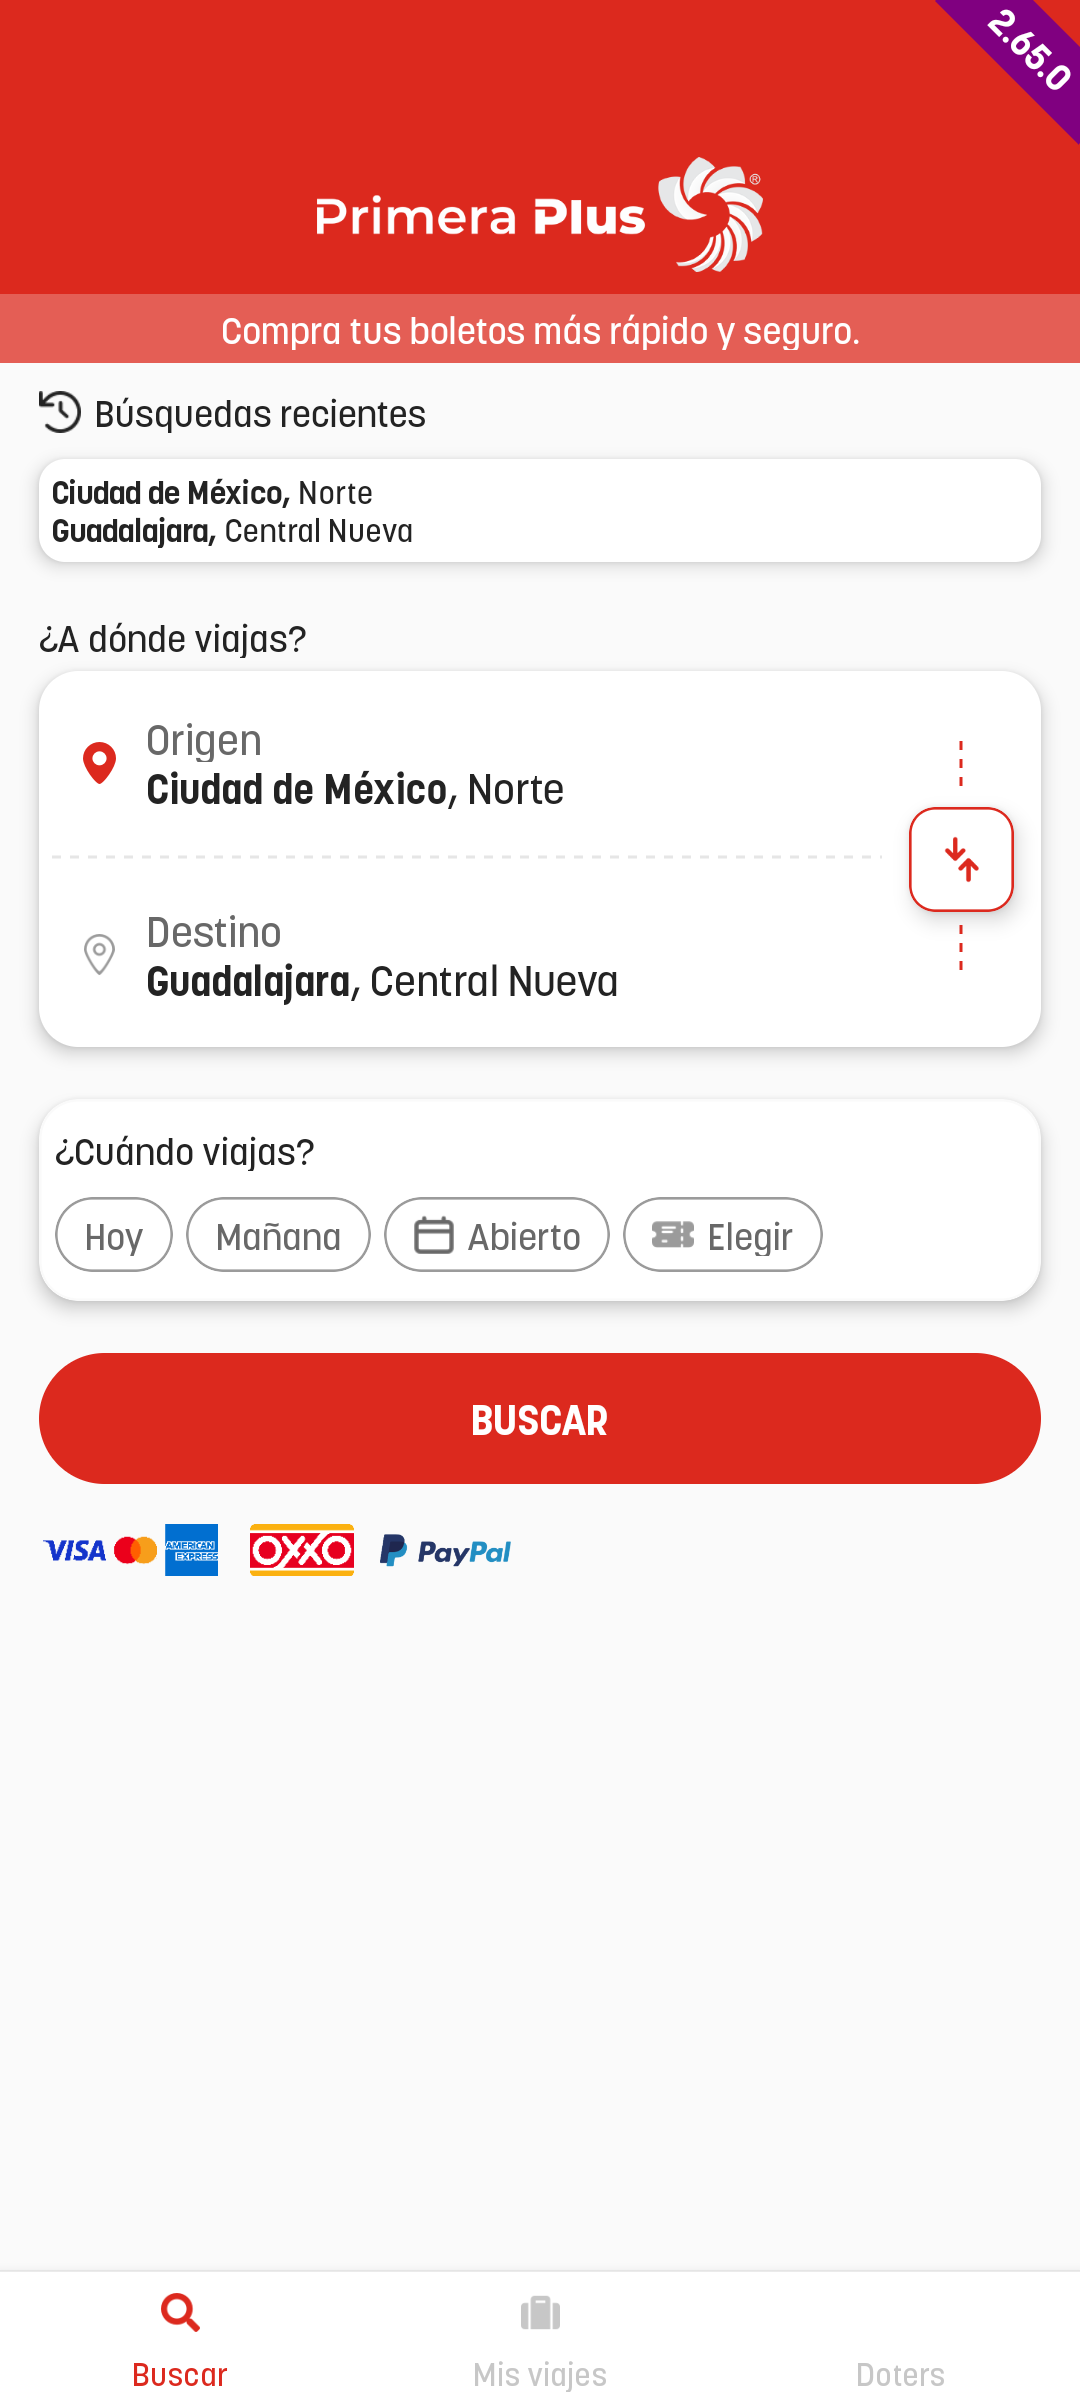 2.65.0
Primera Plus ®
Compra tus boletos más rápido y seguro.
Búsquedas recientes
Ciudad de México, Norte
Guadalajara, Central Nueva
¿A dónde viajas?
Origen
Ciudad de México, Norte
Destino
Guadalajara, Central Nueva
¿Cuándo viajas?
Hoy Mañana Abierto Elegir
BUSCAR
VISA AMERICAN EXPRESS OXXO PayPal
Buscar Mis viajes Doters